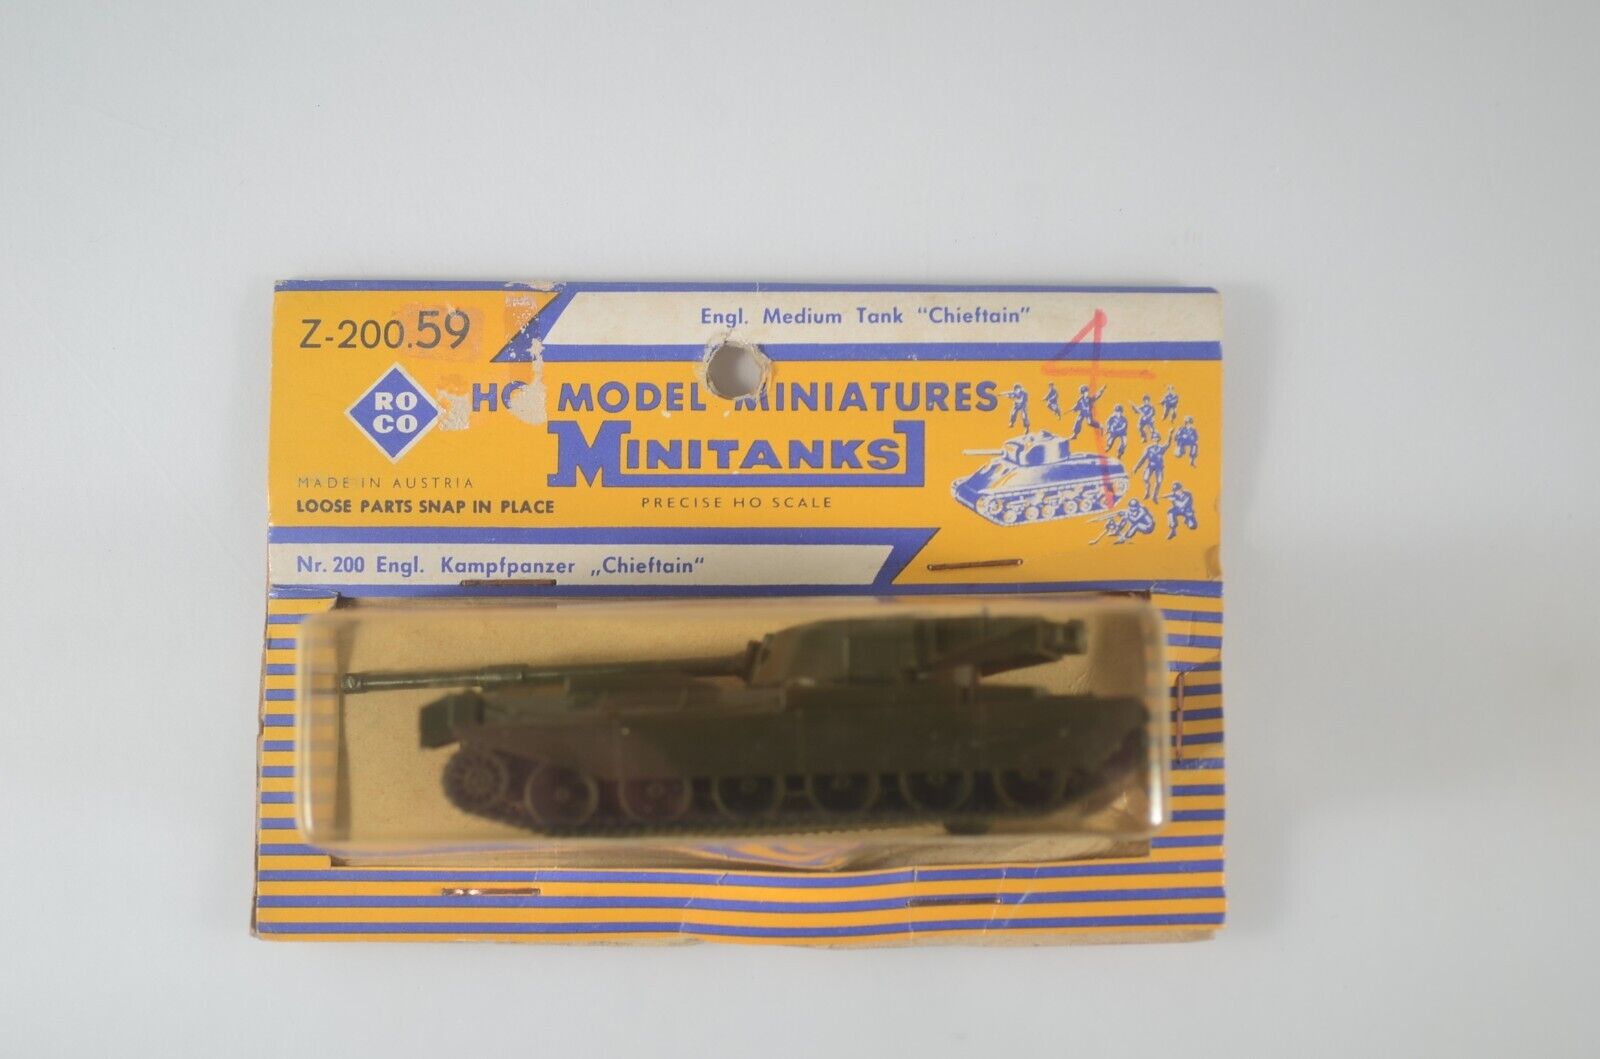 Z-200.59
Engl. Medium Tank "Chieftain"
RO
CO
HO MODEL MINIATURES
MINITANKS
MADE IN AUSTRIA
LOOSE PARTS SNAP IN PLACE
PRECISE HO SCALE
Nr. 200 Engl. Kampfpanzer „Chieftain"